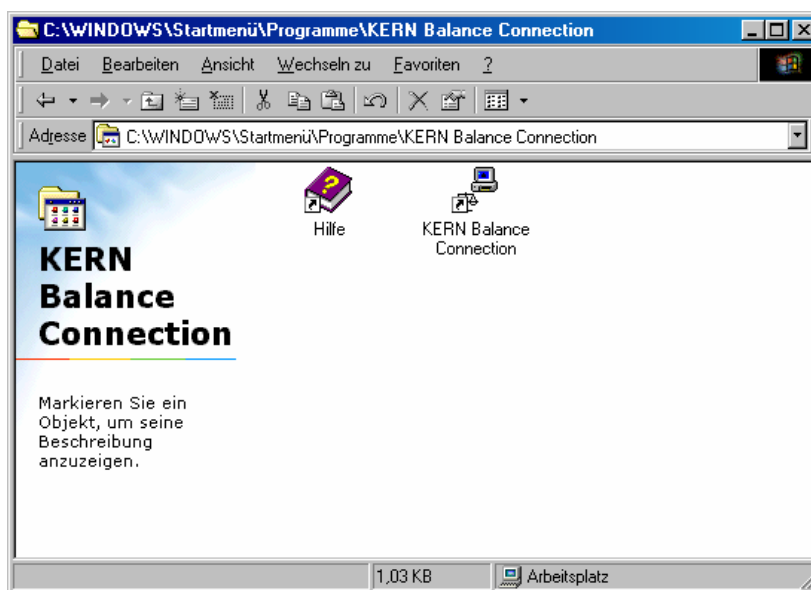 C:\WINDOWS\Startmenü\Programme\KERN Balance Connection
Datei Bearbeiten Ansicht Wechseln zu Favoriten ?
Adresse C:\WINDOWS\Startmenü\Programme\KERN Balance Connection
KERN
Balance
Connection
Markieren Sie ein
Objekt, um seine
Beschreibung
anzuzeigen.
Hilfe
KERN Balance
Connection
1,03 KB Arbeitsplatz